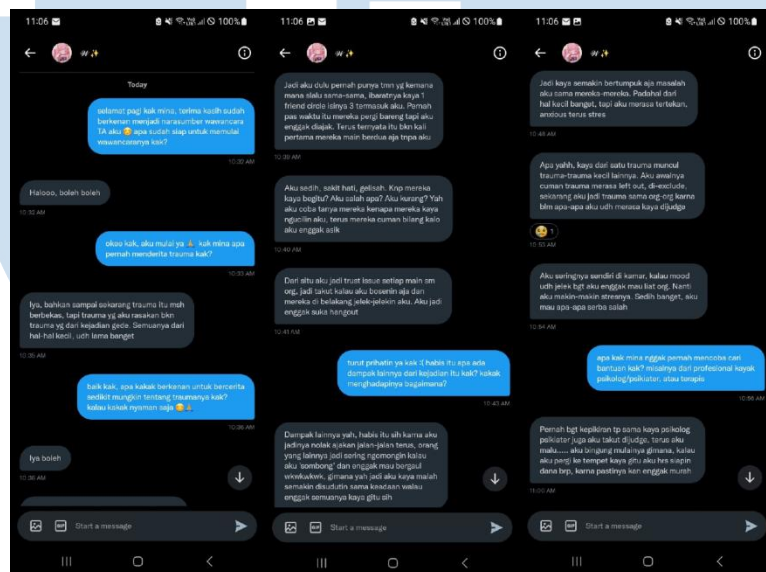 11:06
100%
w ✨
Today
selamat pagi kak mina, terima kasih sudah
berkenan menjadi narasumber wawancara
TA aku 😊 apa sudah siap untuk memulai
wawancaranya kak?
10:32 AM
Halooo, boleh boleh
10:32 AM
okee kak, aku mulai ya 🙏 kak mina apa
pernah menderita trauma kak?
10:33 AM
Iya, bahkan sampai sekarang trauma itu msh
berbekas, tapi trauma yg aku rasakan bkn
trauma yg dari kejadian gede. Semuanya dari
hal-hal kecil, udh lama banget
10:35 AM
baik kak, apa kakak berkenan untuk bercerita
sedikit mungkin tentang traumanya kak?
kalau kakak nyaman saja 😊🙏
10:36 AM
Iya boleh
10:36 AM
Start a message
11:06
100%
w ✨
Jadi aku dulu pernah punya tmn yg kemana
mana slalu sama-sama, ibaratnya kaya 1
friend circle isinya 3 termasuk aku. Pernah
pas waktu itu mereka pergi bareng tapi aku
enggak diajak. Terus ternyata itu bkn kali
pertama mereka main berdua aja tnpa aku
10:39 AM
Aku sedih, sakit hati, gelisah. Knp mereka
kaya begitu? Aku salah apa? Aku kurang? Yah
aku coba tanya mereka kenapa mereka kaya
ngucilin aku, terus mereka cuman bilang kalo
aku enggak asik
10:40 AM
Dari situ aku jadi trust issue setiap main sm
org, jadi takut kalau aku bosenin aja dan
mereka di belakang jelek-jelekin aku. Aku jadi
enggak suka hangout
10:41 AM
turut prihatin ya kak :( habis itu apa ada
dampak lainnya dari kejadian itu kak? kakak
menghadapinya bagaimana?
10:43 AM
Dampak lainnya yah, habis itu sih karna aku
jadinya nolak ajakan jalan-jalan terus, orang
yang lainnya jadi sering ngomongin kalau
aku 'sombong' dan enggak mau bergaul
wkwkwkwk. gimana yah jadi aku kaya malah
semakin disudutin sama keadaan walau
enggak semuanya kaya gitu sih
Start a message
11:06
100%
w ✨
Jadi kaya semakin bertumpuk aja masalah
aku sama mereka-mereka. Padahal dari
hal kecil banget, tapi aku merasa tertekan,
anxious terus stres
10:48 AM
Apa yahh, kaya dari satu trauma muncul
trauma-trauma kecil lainnya. Aku awalnya
cuman trauma merasa left out, di-exclude,
sekarang aku jadi trauma sama org-org karna
blm apa-apa aku udh merasa kaya dijudge
1
10:53 AM
Aku seringnya sendiri di kamar, kalau mood
udh jelek bgt aku enggak mau liat org. Nanti
aku makin-makin stresnya. Sedih banget, aku
mau apa-apa serba salah
10:54 AM
apa kak mina nggak pernah mencoba cari
bantuan kak? misalnya dari profesional kayak
psikolog/psikiater, atau terapis
10:56 AM
Pernah bgt kepikiran tp sama kaya psikolog
psikiater juga aku takut dijudge, terus aku
malu..... aku bingung mulainya gimana, kalau
aku pergi ke tempet kaya gitu aku hrs siapin
dana brp, karna pastinya kan enggak murah
11:00 AM
Start a message